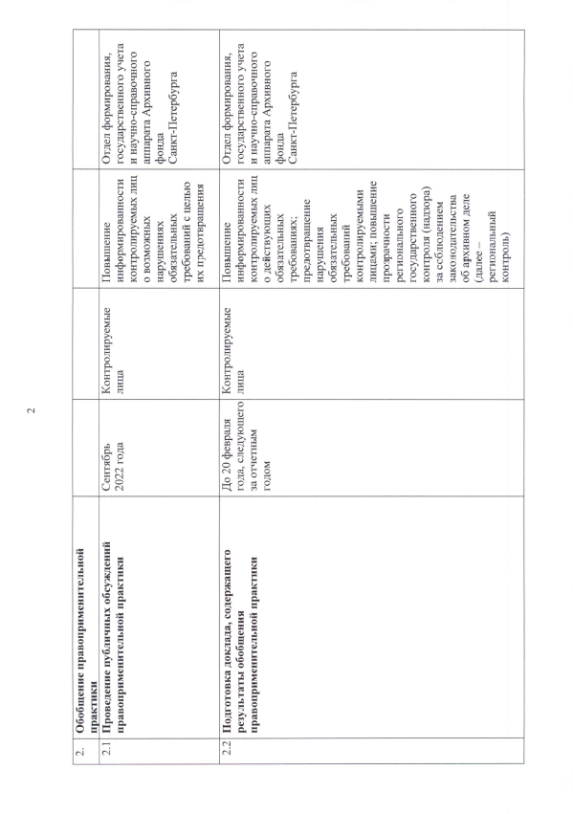 2
2.
Обобщение правоприменительной
практики
2.1
Проведение публичных обсуждений
правоприменительной практики
Сентябрь
2022 года
Контролируемые
лица
Повышение
информированности
контролируемых лиц
о возможных
нарушениях
обязательных
требований с целью
их предотвращения
Отдел формирования,
государственного учета
и научно-справочного
аппарата Архивного
фонда
Санкт-Петербурга
2.2
Подготовка доклада, содержащего
результаты обобщения
правоприменительной практики
До 20 февраля
года, следующего
за отчетным
годом
Контролируемые
лица
Повышение
информированности
контролируемых лиц
о действующих
обязательных
требованиях;
предотвращение
нарушения
обязательных
требований
контролируемыми
лицами; повышение
прозрачности
регионального
государственного
контроля (надзора)
за соблюдением
законодательства
об архивном деле
(далее –
региональный
контроль)
Отдел формирования,
государственного учета
и научно-справочного
аппарата Архивного
фонда
Санкт-Петербурга